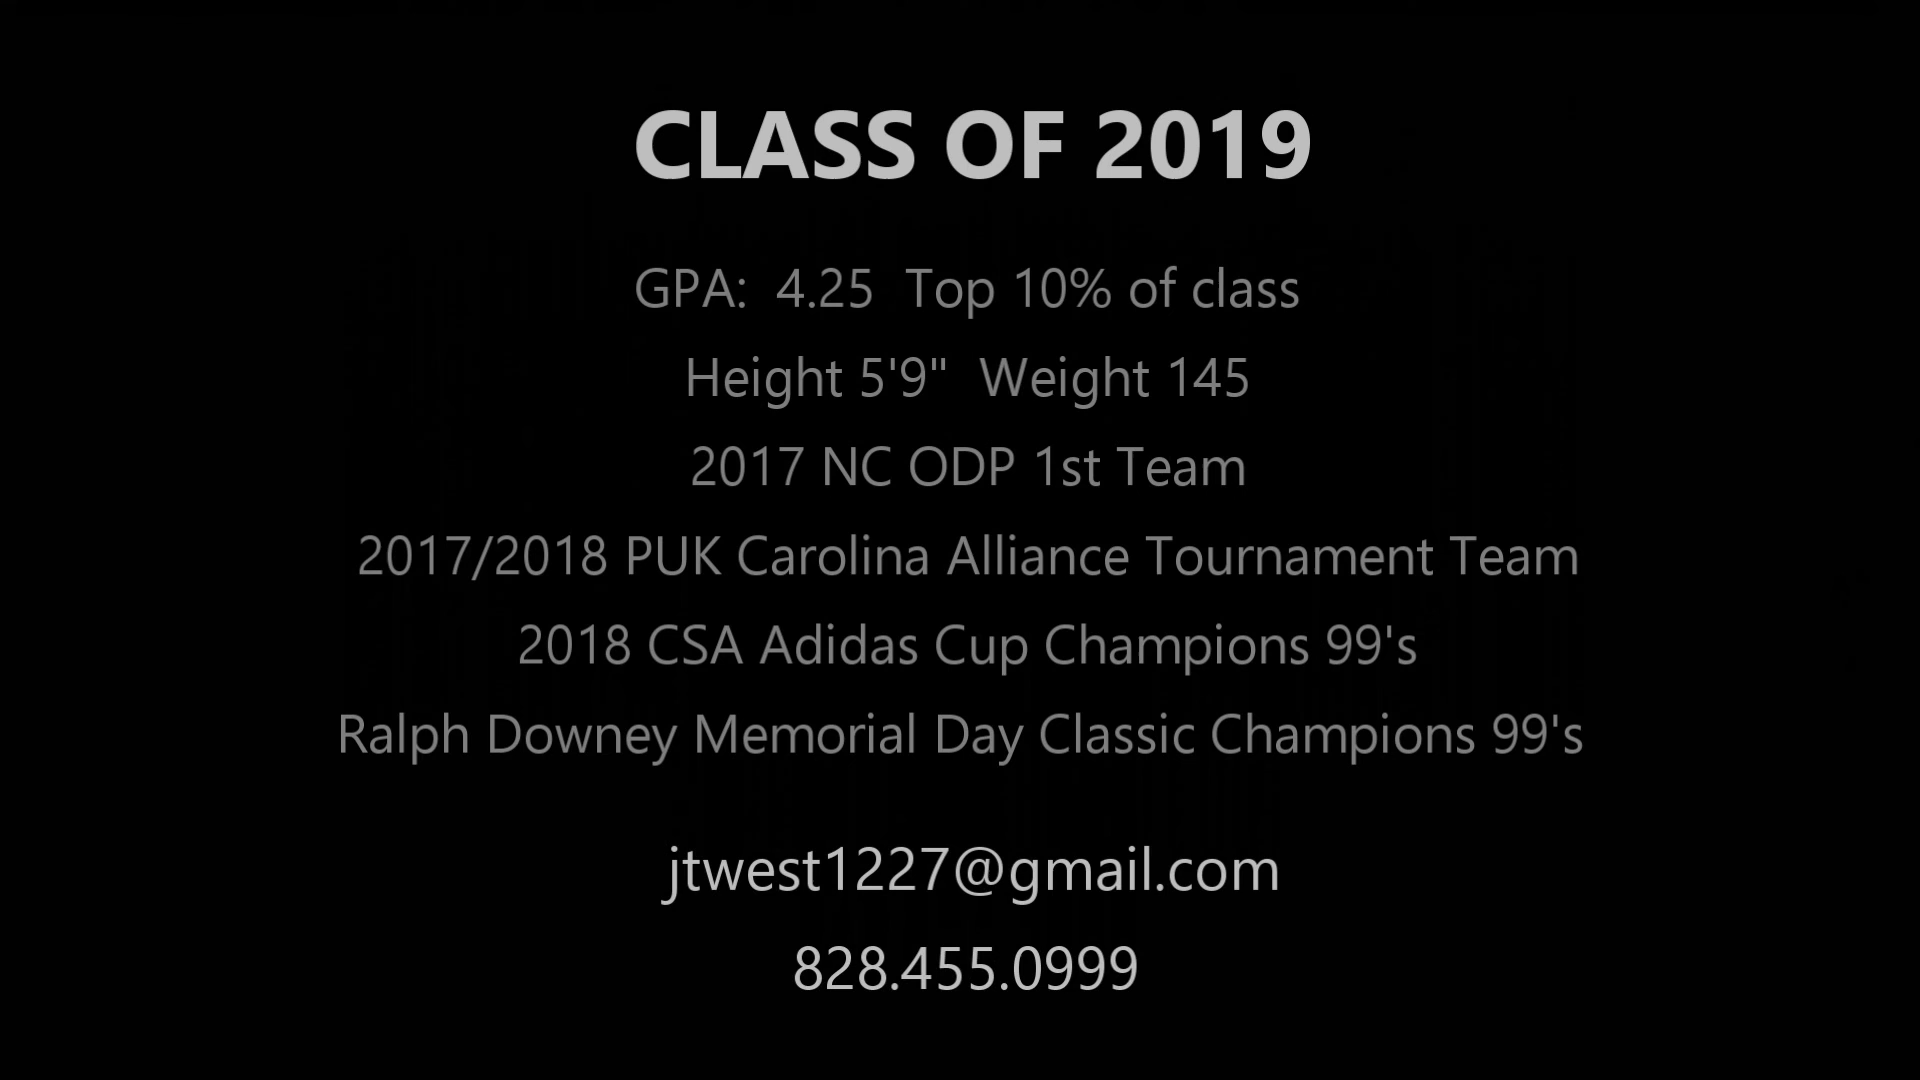 CLASS OF 2019
GPA:  4.25  Top 10% of class
Height 5'9"  Weight 145
2017 NC ODP 1st Team
2017/2018 PUK Carolina Alliance Tournament Team
2018 CSA Adidas Cup Champions 99's
Ralph Downey Memorial Day Classic Champions 99's
jtwest1227@gmail.com
828.455.0999